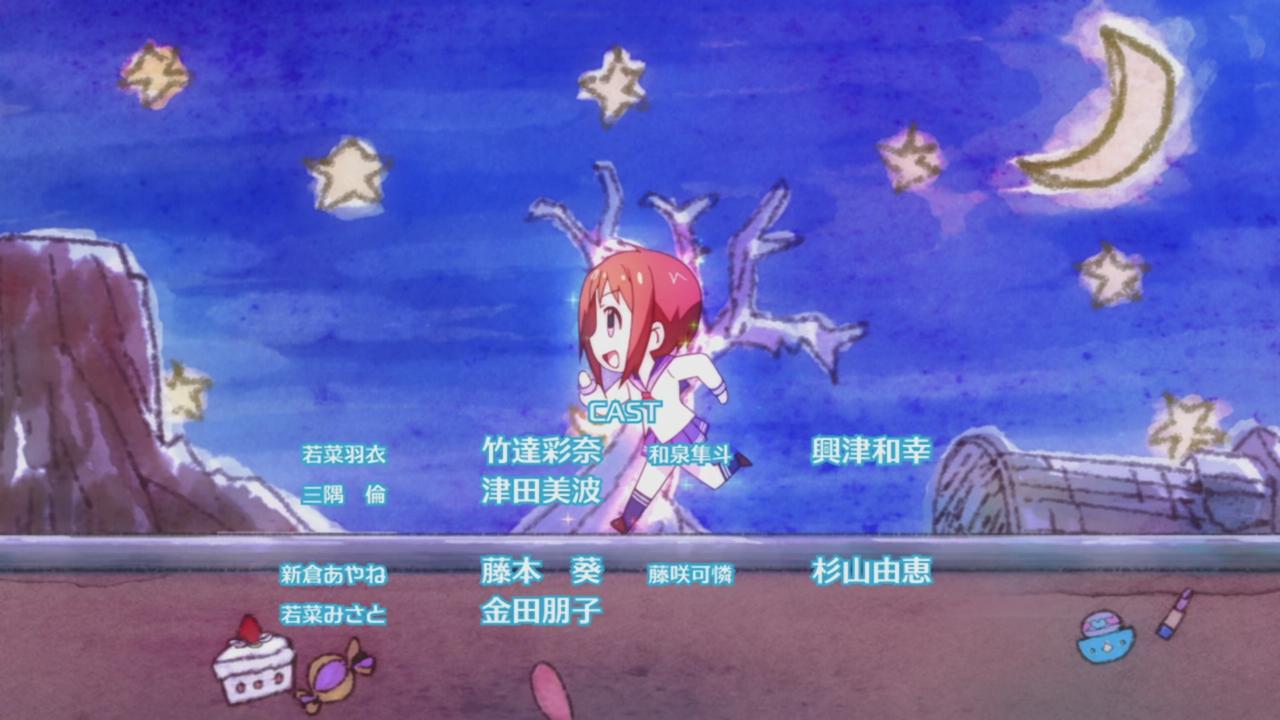 CAST
若菜羽衣 竹達彩奈 和泉隼斗 興津和幸
三隅　倫 津田美波
新倉あやね 藤本　葵 藤咲可憐 杉山由恵
若菜みさと 金田朋子